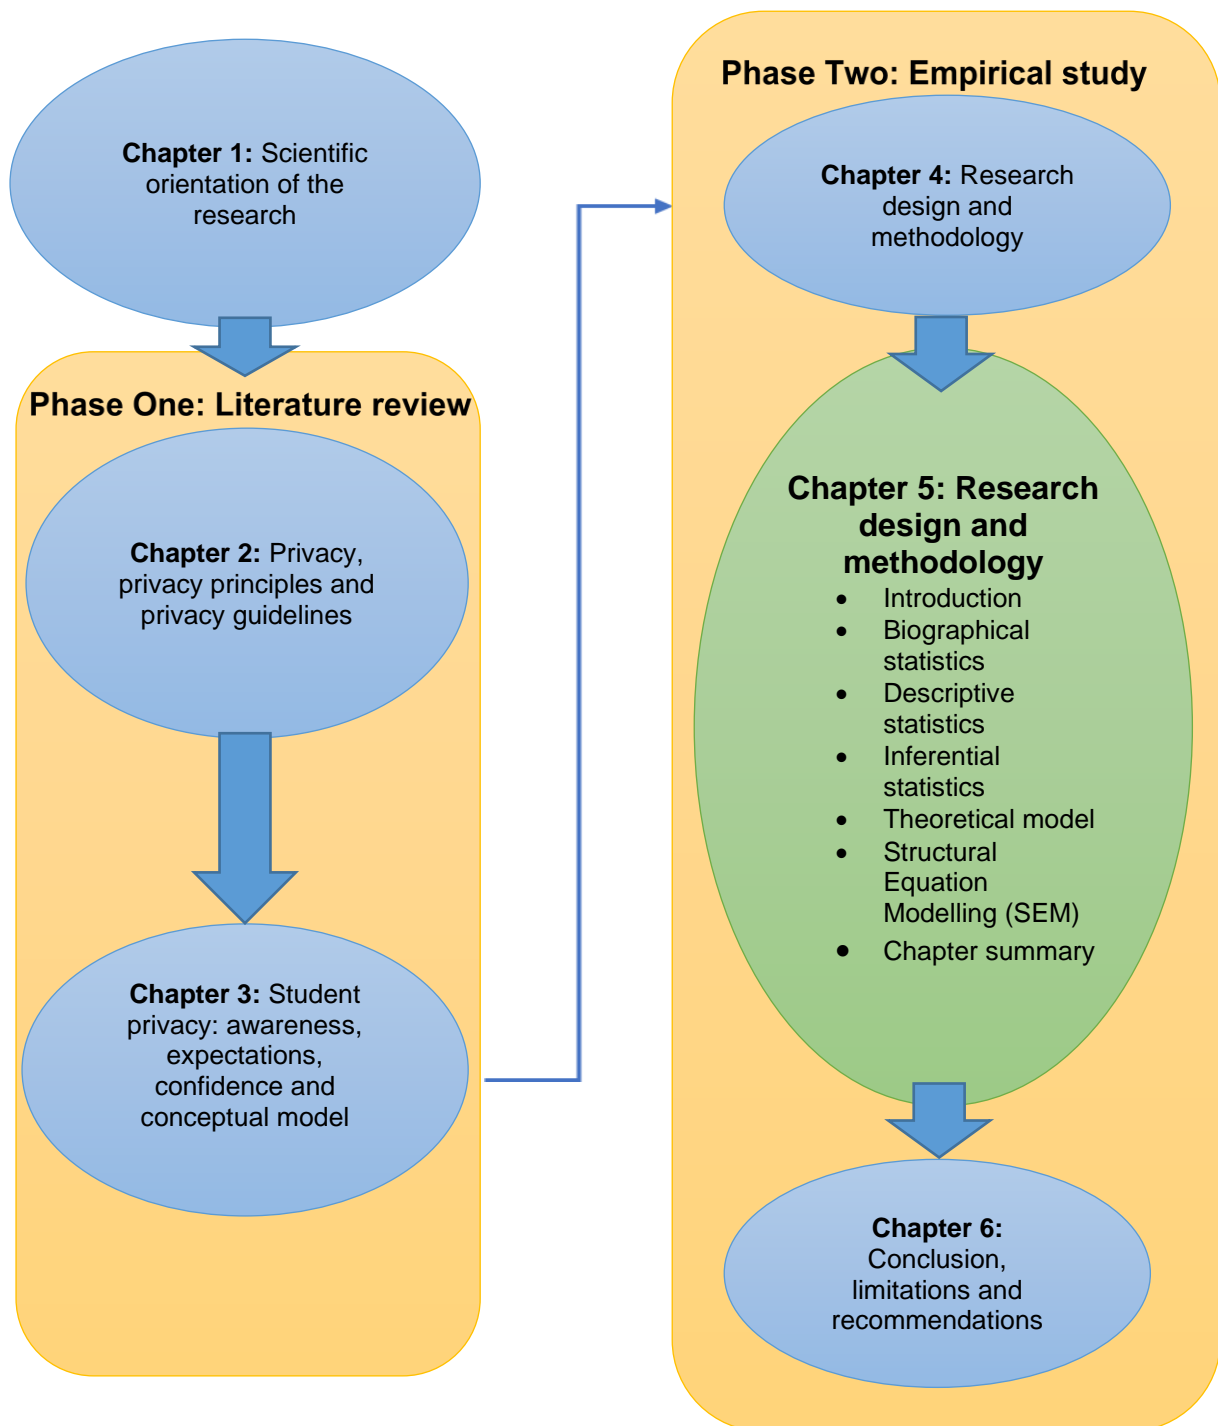 Chapter 1: Scientific
orientation of the
research
Phase One: Literature review
Chapter 2: Privacy,
privacy principles and
privacy guidelines
Chapter 3: Student
privacy: awareness,
expectations,
confidence and
conceptual model
Phase Two: Empirical study
Chapter 4: Research
design and
methodology
Chapter 5: Research
design and
methodology
• Introduction
• Biographical
statistics
• Descriptive
statistics
• Inferential
statistics
• Theoretical model
• Structural
Equation
Modelling (SEM)
• Chapter summary
Chapter 6:
Conclusion,
limitations and
recommendations